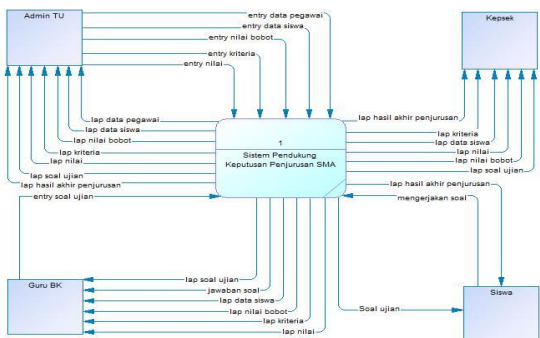 Admin TU
Kepsek
entry data pegawai
entry data siswa
entry nilai bobot
entry kriteria
entry nilai
lap data pegawai
lap data siswa
lap nilai bobot
lap kriteria
lap nilai
lap soal ujian
lap hasil akhir penjurusan
entry soal ujian
1
Sistem Pendukung
Keputusan Penjurusan SMA
lap hasil akhir penjurusan
lap kriteria
lap data siswa
lap nilai
lap nilai bobot
lap soal ujian
lap hasil akhir penjurusan
mengerjakan soal
Guru BK
lap soal ujian
jawaban soal
lap data siswa
lap nilai bobot
lap kriteria
lap nilai
Soal ujian
Siswa